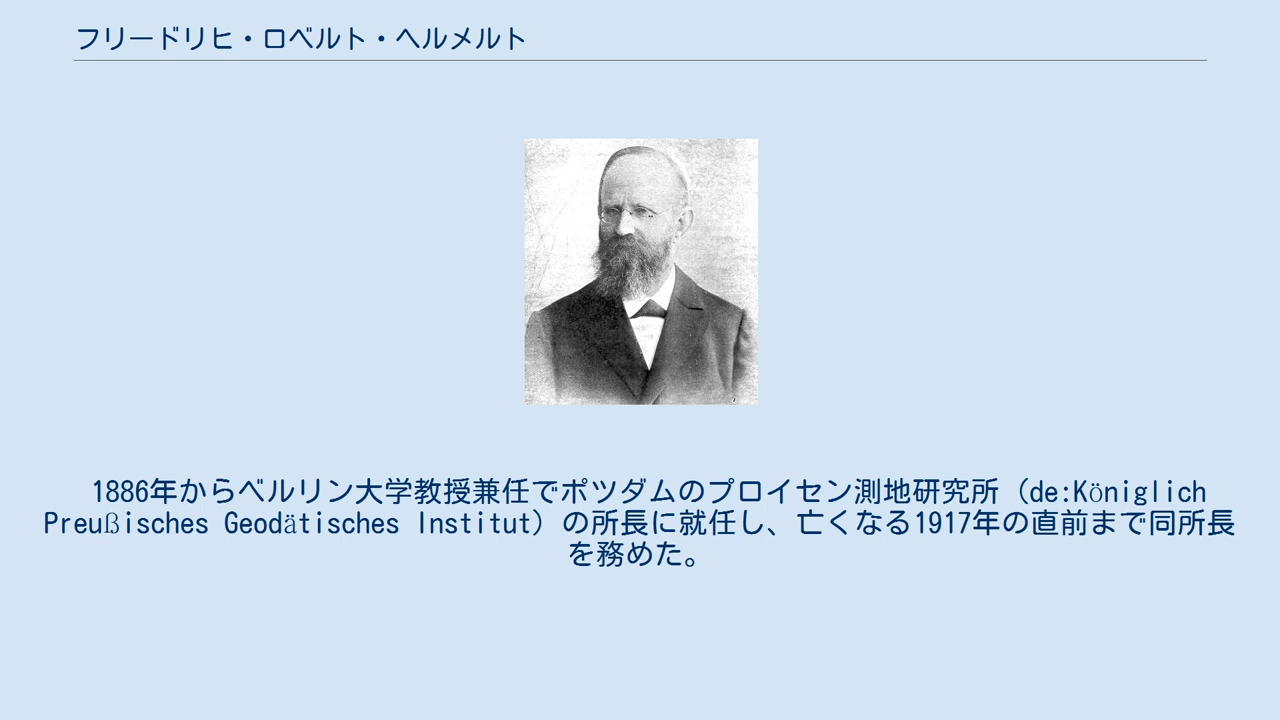 フリードリヒ・ロベルト・ヘルメルト
1886年からベルリン大学教授兼任でポツダムのプロイセン測地研究所（de:Königlich
Preußisches Geodätisches Institut）の所長に就任し、亡くなる1917年の直前まで同所長
を務めた。